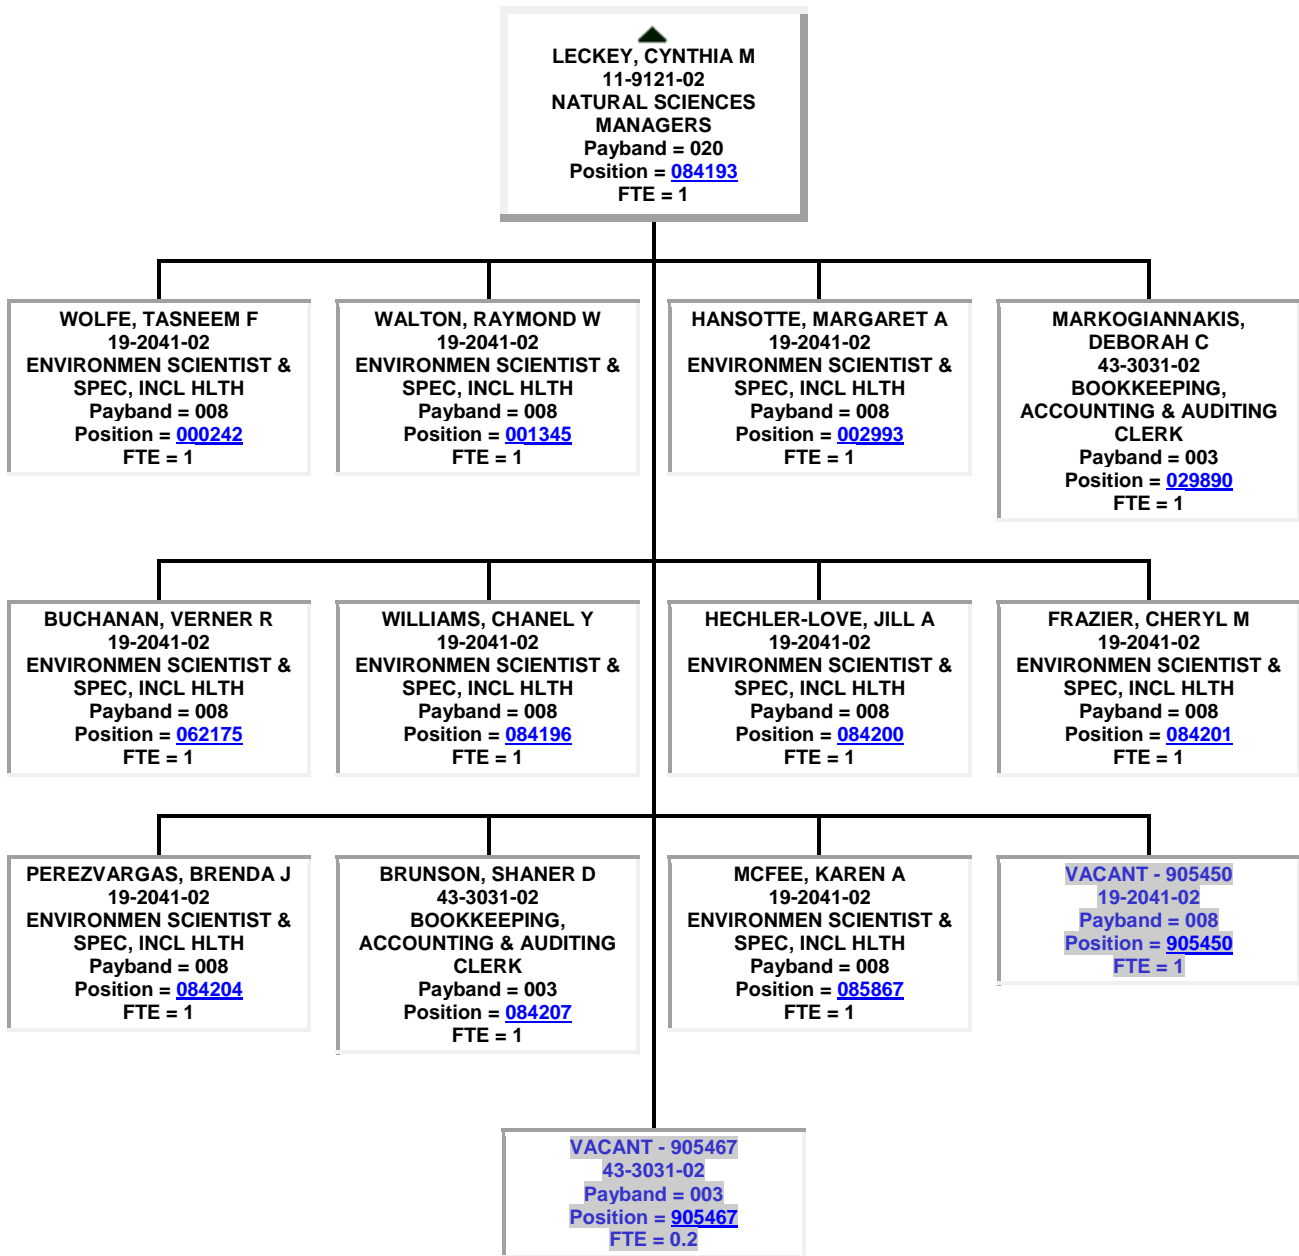 LECKEY, CYNTHIA M
11-9121-02
NATURAL SCIENCES
MANAGERS
Payband = 020
Position = 084193
FTE = 1
WOLFE, TASNEEM F
19-2041-02
ENVIRONMEN SCIENTIST &
SPEC, INCL HLTH
Payband = 008
Position = 000242
FTE = 1
WALTON, RAYMOND W
19-2041-02
ENVIRONMEN SCIENTIST &
SPEC, INCL HLTH
Payband = 008
Position = 001345
FTE = 1
HANSOTTE, MARGARET A
19-2041-02
ENVIRONMEN SCIENTIST &
SPEC, INCL HLTH
Payband = 008
Position = 002993
FTE = 1
MARKOGIANNAKIS,
DEBORAH C
43-3031-02
BOOKKEEPING,
ACCOUNTING & AUDITING
CLERK
Payband = 003
Position = 029890
FTE = 1
BUCHANAN, VERNER R
19-2041-02
ENVIRONMEN SCIENTIST &
SPEC, INCL HLTH
Payband = 008
Position = 062175
FTE = 1
WILLIAMS, CHANEL Y
19-2041-02
ENVIRONMEN SCIENTIST &
SPEC, INCL HLTH
Payband = 008
Position = 084196
FTE = 1
HECHLER-LOVE, JILL A
19-2041-02
ENVIRONMEN SCIENTIST &
SPEC, INCL HLTH
Payband = 008
Position = 084200
FTE = 1
FRAZIER, CHERYL M
19-2041-02
ENVIRONMEN SCIENTIST &
SPEC, INCL HLTH
Payband = 008
Position = 084201
FTE = 1
PEREZVARGAS, BRENDA J
19-2041-02
ENVIRONMEN SCIENTIST &
SPEC, INCL HLTH
Payband = 008
Position = 084204
FTE = 1
BRUNSON, SHANER D
43-3031-02
BOOKKEEPING,
ACCOUNTING & AUDITING
CLERK
Payband = 003
Position = 084207
FTE = 1
MCFEE, KAREN A
19-2041-02
ENVIRONMEN SCIENTIST &
SPEC, INCL HLTH
Payband = 008
Position = 085867
FTE = 1
VACANT - 905450
19-2041-02
Payband = 008
Position = 905450
FTE = 1
VACANT - 905467
43-3031-02
Payband = 003
Position = 905467
FTE = 0.2